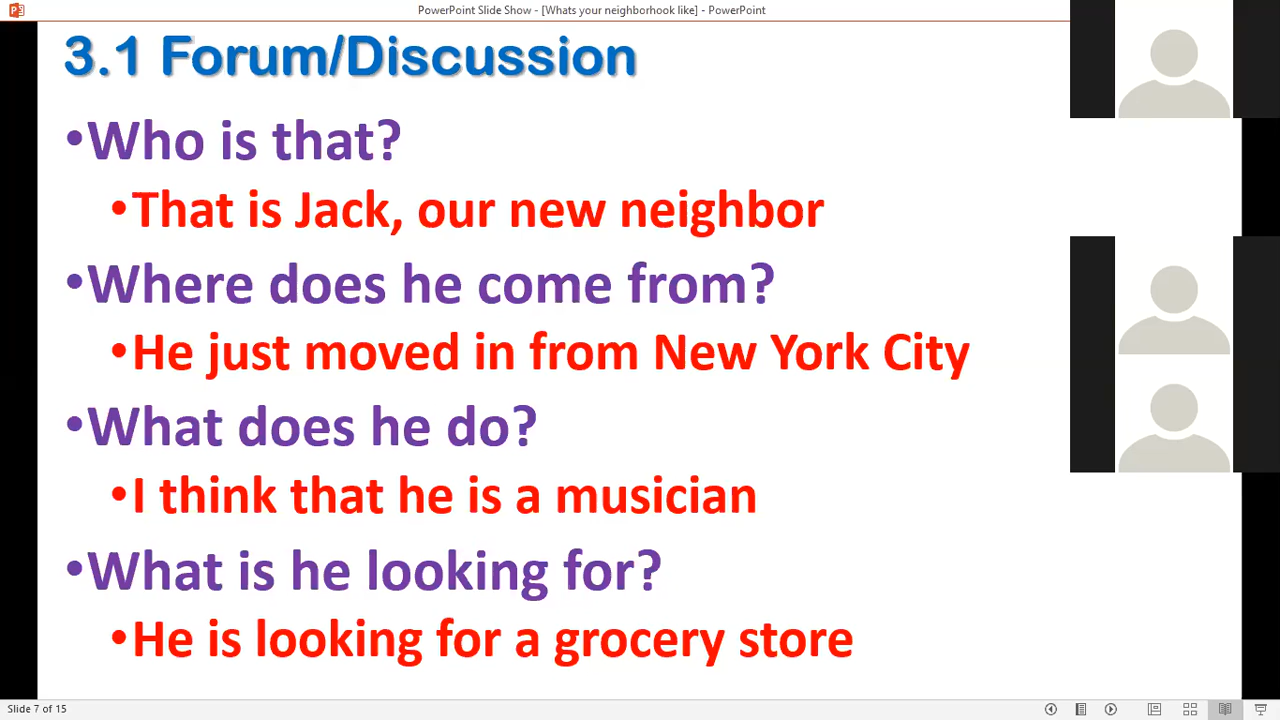 PowerPoint Slide Show - [Whats your neighborhook like] - PowerPoint
3.1 Forum/Discussion
•Who is that?
•That is Jack, our new neighbor
•Where does he come from?
•He just moved in from New York City
•What does he do?
•I think that he is a musician
•What is he looking for?
•He is looking for a grocery store
Slide 7 of 15